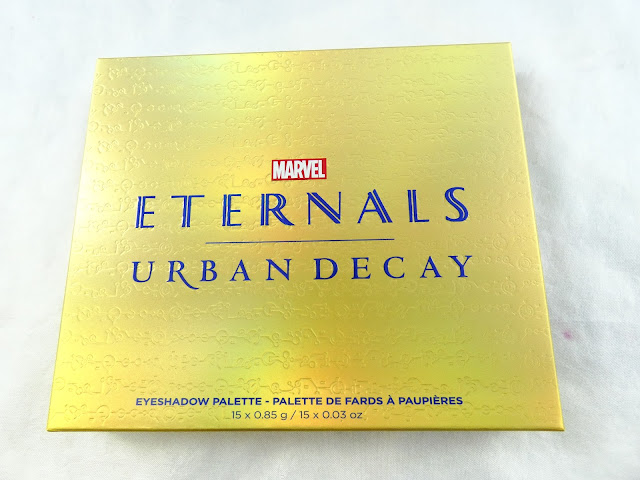 MARVEL
ETERNALS
URBAN DECAY
EYESHADOW PALETTE - PALETTE DE FARDS À PAUPIÈRES
15 x 0.85 g / 15 x 0.03 oz